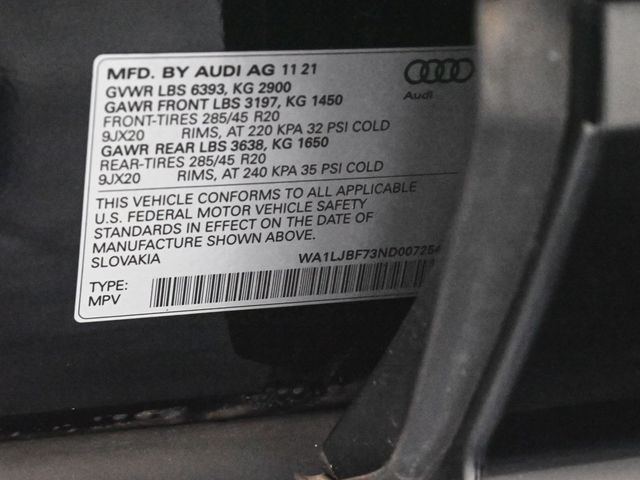 MFD. BY AUDI AG 11 21
GVWR LBS 6393, KG 2900
GAWR FRONT LBS 3197, KG 1450
FRONT-TIRES 285/45 R20
9JX20 RIMS, AT 220 KPA 32 PSI COLD
GAWR REAR LBS 3638, KG 1650
REAR-TIRES 285/45 R20
9JX20 RIMS, AT 240 KPA 35 PSI COLD
Audi
THIS VEHICLE CONFORMS TO ALL APPLICABLE
U.S. FEDERAL MOTOR VEHICLE SAFETY
STANDARDS IN EFFECT ON THE DATE OF
MANUFACTURE SHOWN ABOVE.
SLOVAKIA
WA1LJBF73ND007254
TYPE:
MPV